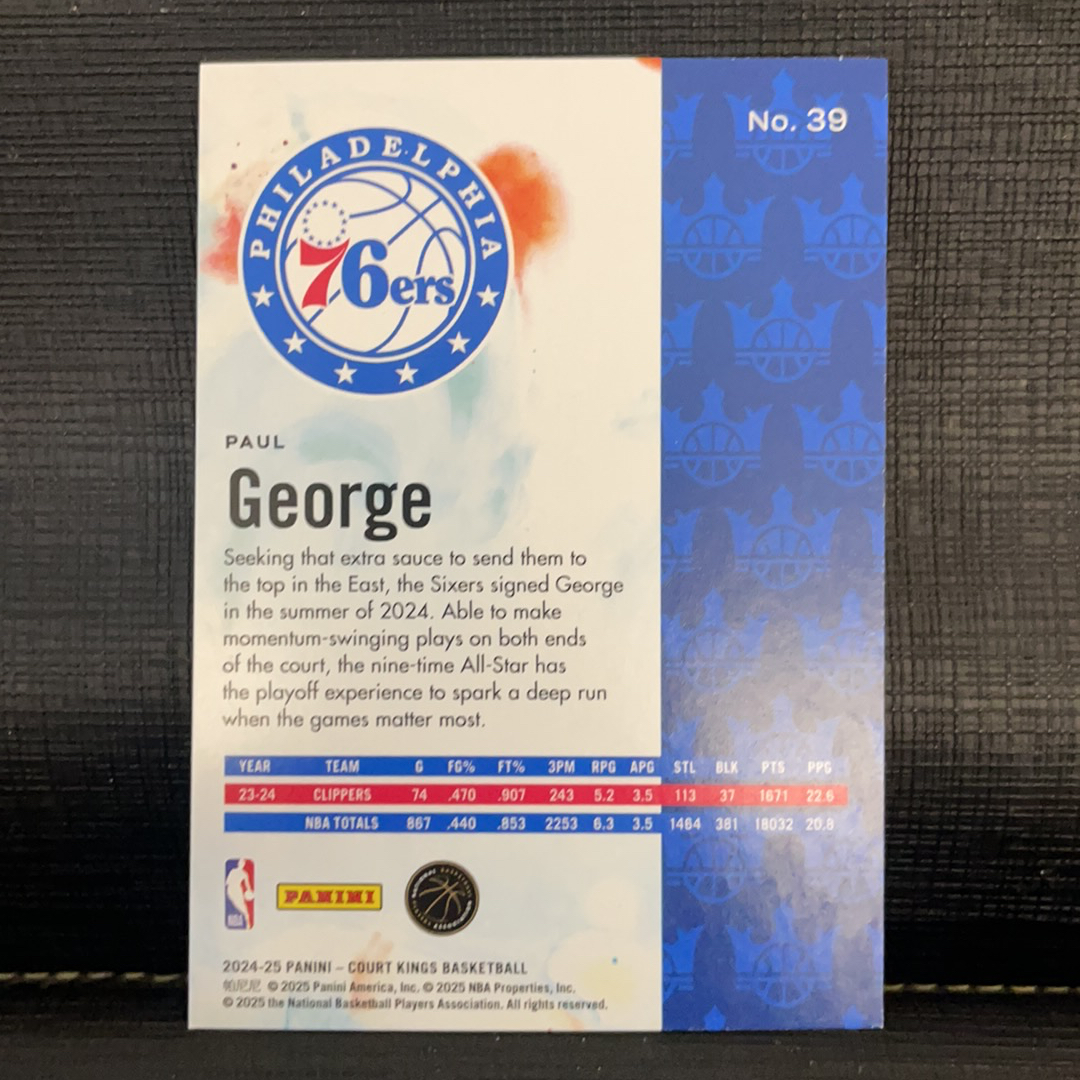 No. 39
PHILADELPHIA
76ers
PAUL
George
Seeking that extra sauce to send them to
the top in the East, the Sixers signed George
in the summer of 2024. Able to make
momentum-swinging plays on both ends
of the court, the nine-time All-Star has
the playoff experience to spark a deep run
when the games matter most.
YEAR TEAM G FG% FT% 3PM RPG APG STL BLK PTS PPG
23-24 CLIPPERS 74 .470 .907 243 5.2 3.5 113 37 1671 22.6
NBA TOTALS 867 .440 .853 2253 6.3 3.5 1464 381 18032 20.8
NBA
PANINI
2024-25 PANINI – COURT KINGS BASKETBALL
帕尼尼 © 2025 Panini America, Inc. © 2025 NBA Properties, Inc.
© 2025 the National Basketball Players Association. All rights reserved.